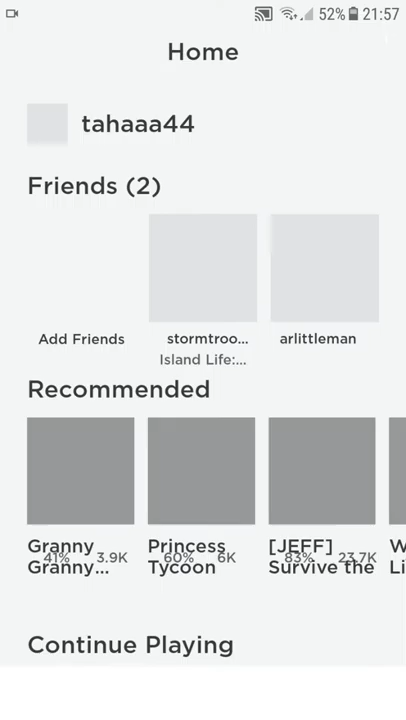 52% 21:57
Home
tahaaa44
Friends (2)
Add Friends stormtroo... arlittleman
Island Life:...
Recommended
Granny Princess [JEFF] W
41% 3.9K 60% 6K 83% 23.7K
Granny... Tycoon Survive the Li
Continue Playing